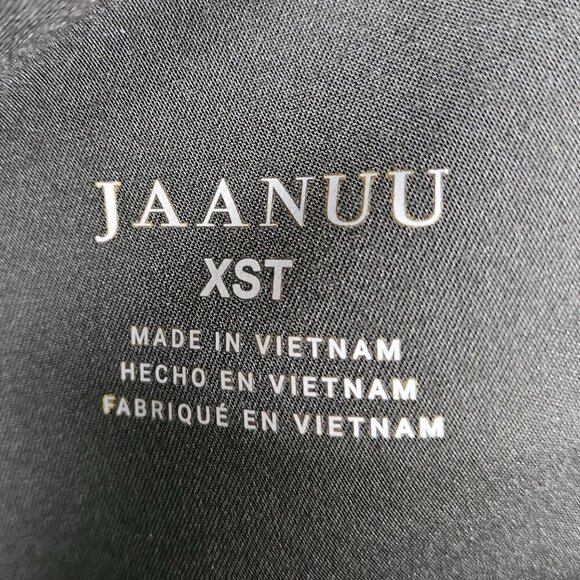 JAANUU
XST
MADE IN VIETNAM
HECHO EN VIETNAM
FABRIQUÉ EN VIETNAM